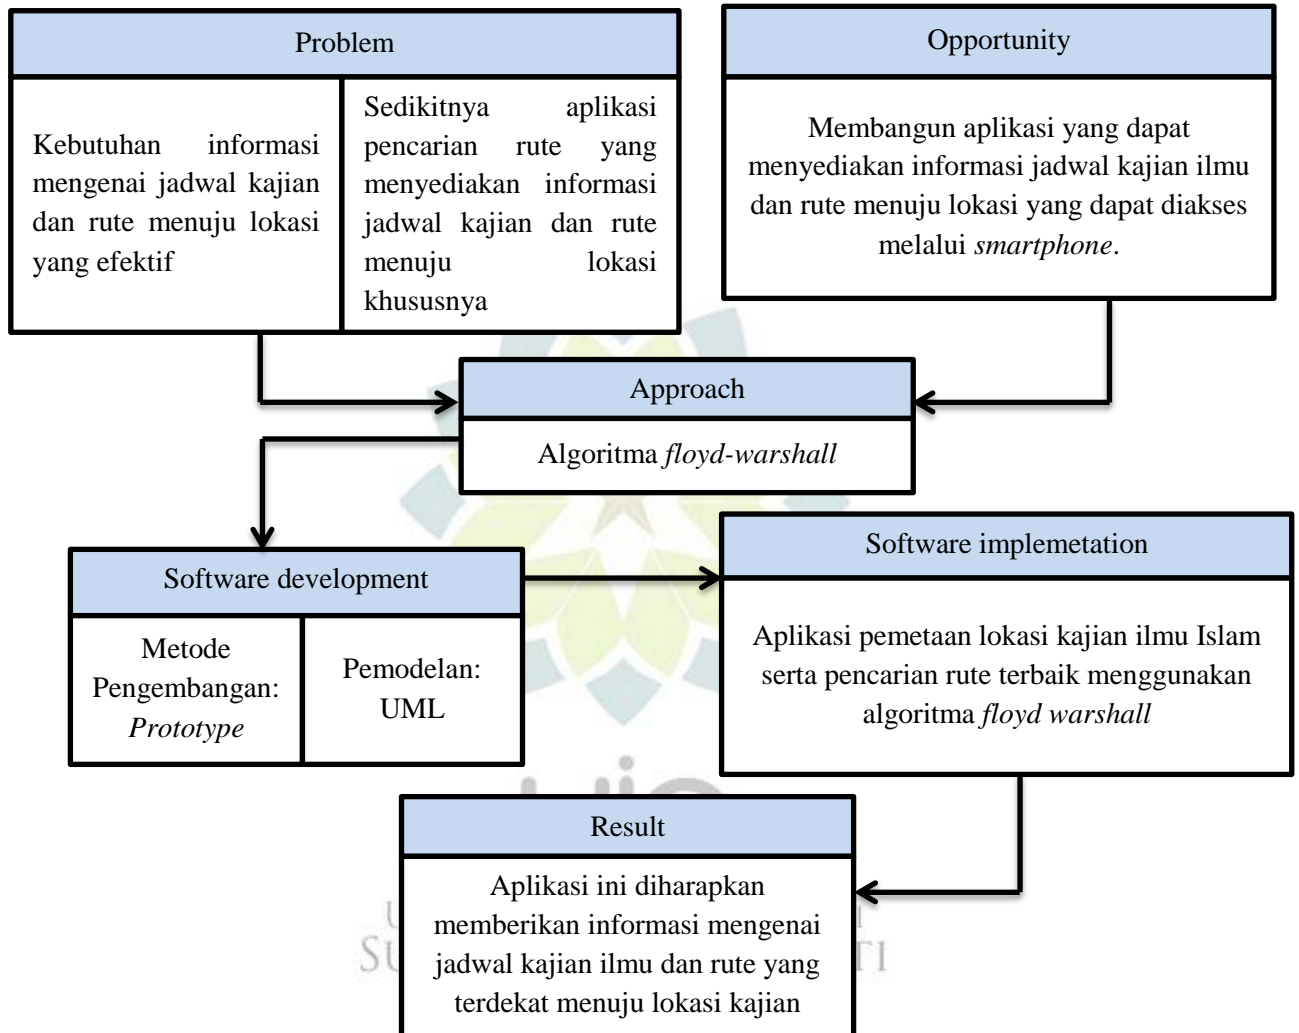 Problem
Kebutuhan informasi
mengenai jadwal kajian
dan rute menuju lokasi
yang efektif
Sedikitnya aplikasi
pencarian rute yang
menyediakan informasi
jadwal kajian dan rute
menuju lokasi
khususnya
Opportunity
Membangun aplikasi yang dapat
menyediakan informasi jadwal kajian ilmu
dan rute menuju lokasi yang dapat diakses
melalui smartphone.
Approach
Algoritma floyd-warshall
Software development
Metode
Pengembangan:
Prototype
Pemodelan:
UML
Software implemetation
Aplikasi pemetaan lokasi kajian ilmu Islam
serta pencarian rute terbaik menggunakan
algoritma floyd warshall
Result
Aplikasi ini diharapkan
memberikan informasi mengenai
jadwal kajian ilmu dan rute yang
terdekat menuju lokasi kajian